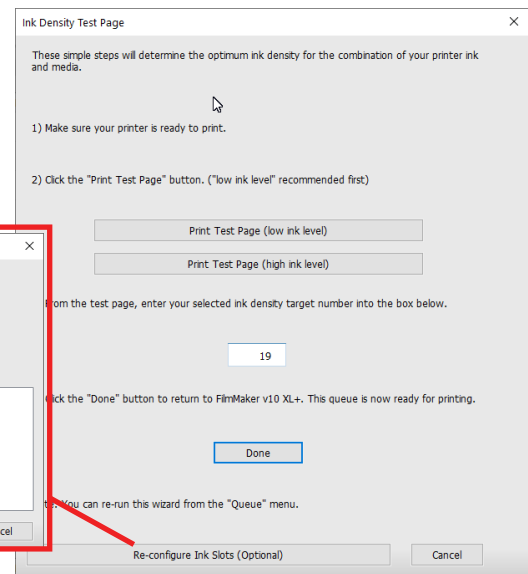 Ink Density Test Page
These simple steps will determine the optimum ink density for the combination of your printer ink
and media.
1) Make sure your printer is ready to print.
2) Click the "Print Test Page" button. ("low ink level" recommended first)
Print Test Page (low ink level)
Print Test Page (high ink level)
From the test page, enter your selected ink density target number into the box below.
19
Click the "Done" button to return to FilmMaker v10 XL+. This queue is now ready for printing.
Done
You can re-run this wizard from the "Queue" menu.
cel
Re-configure Ink Slots (Optional)
Cancel